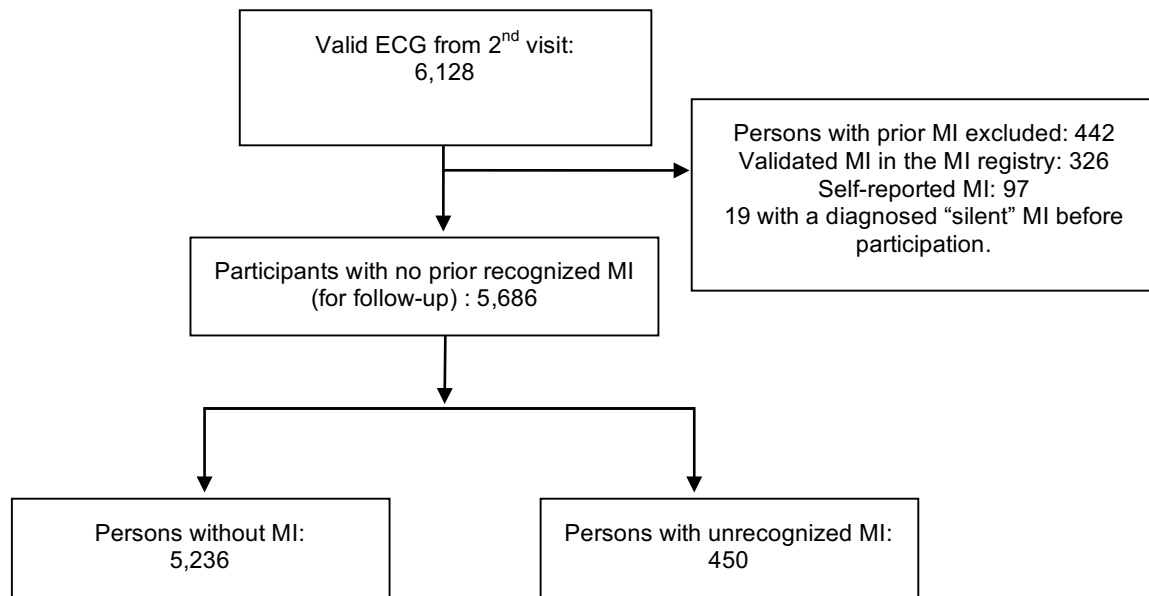 Valid ECG from 2nd visit:
6,128
Persons with prior MI excluded: 442
Validated MI in the MI registry: 326
Self-reported MI: 97
19 with a diagnosed “silent” MI before
participation.
Participants with no prior recognized MI
(for follow-up) : 5,686
Persons without MI:
5,236
Persons with unrecognized MI:
450